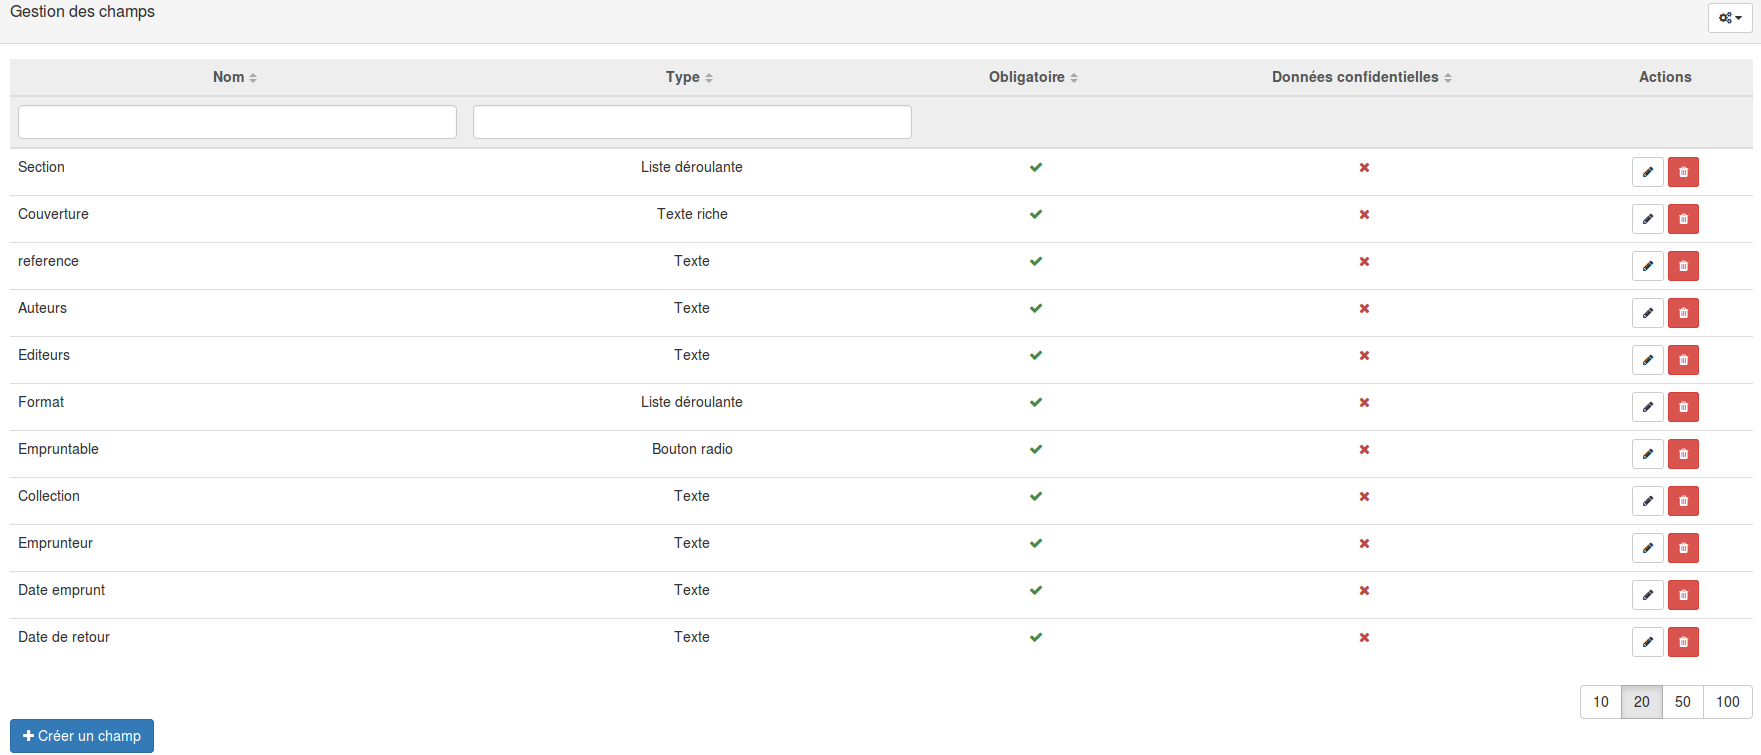 Gestion des champs
Nom Type Obligatoire Données confidentielles Actions
Section Liste déroulante
Couverture Texte riche
reference Texte
Auteurs Texte
Editeurs Texte
Format Liste déroulante
Empruntable Bouton radio
Collection Texte
Emprunteur Texte
Date emprunt Texte
Date de retour Texte
10 20 50 100
Créer un champ